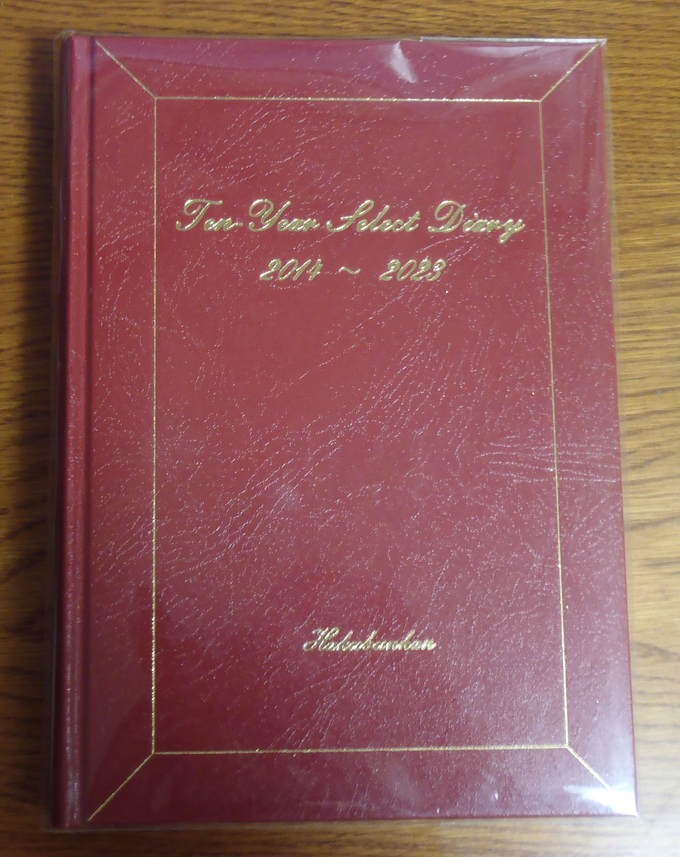 Ten Year Select Diary
2014 ~ 2023
Hakubunkan